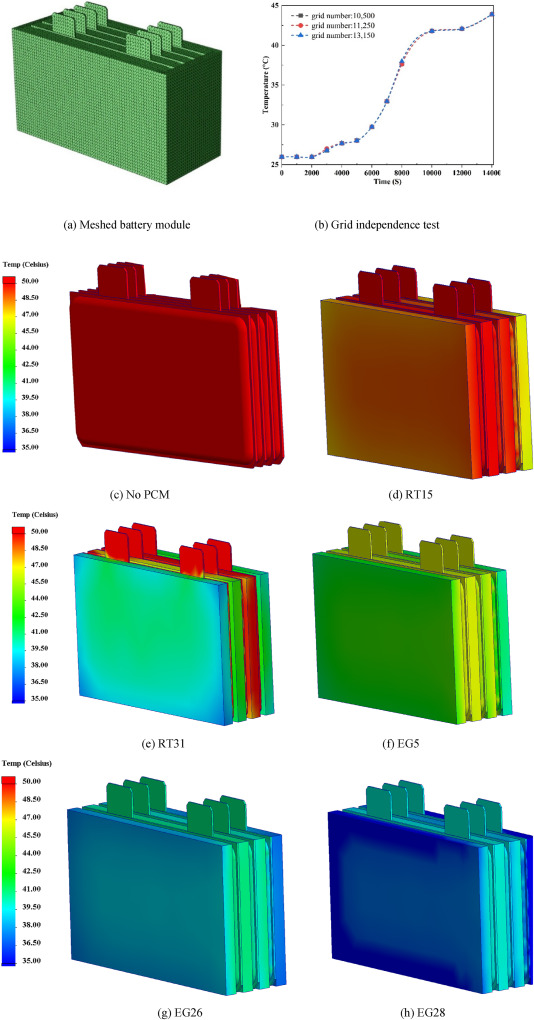 45
40
35
30
25
Temperature (°C)
grid number:10,500
grid number:11,250
grid number:13,150
0 2000 4000 6000 8000 10000 12000 14000
Time (S)
(a) Meshed battery module
(b) Grid independence test
Temp (Celsius)
50.00
48.50
47.00
45.50
44.00
42.50
41.00
39.50
38.00
36.50
35.00
(c) No PCM
(d) RT15
Temp (Celsius)
50.00
48.50
47.00
45.50
44.00
42.50
41.00
39.50
38.00
36.50
35.00
(e) RT31
(f) EG5
Temp (Celsius)
50.00
48.50
47.00
45.50
44.00
42.50
41.00
39.50
38.00
36.50
35.00
(g) EG26
(h) EG28